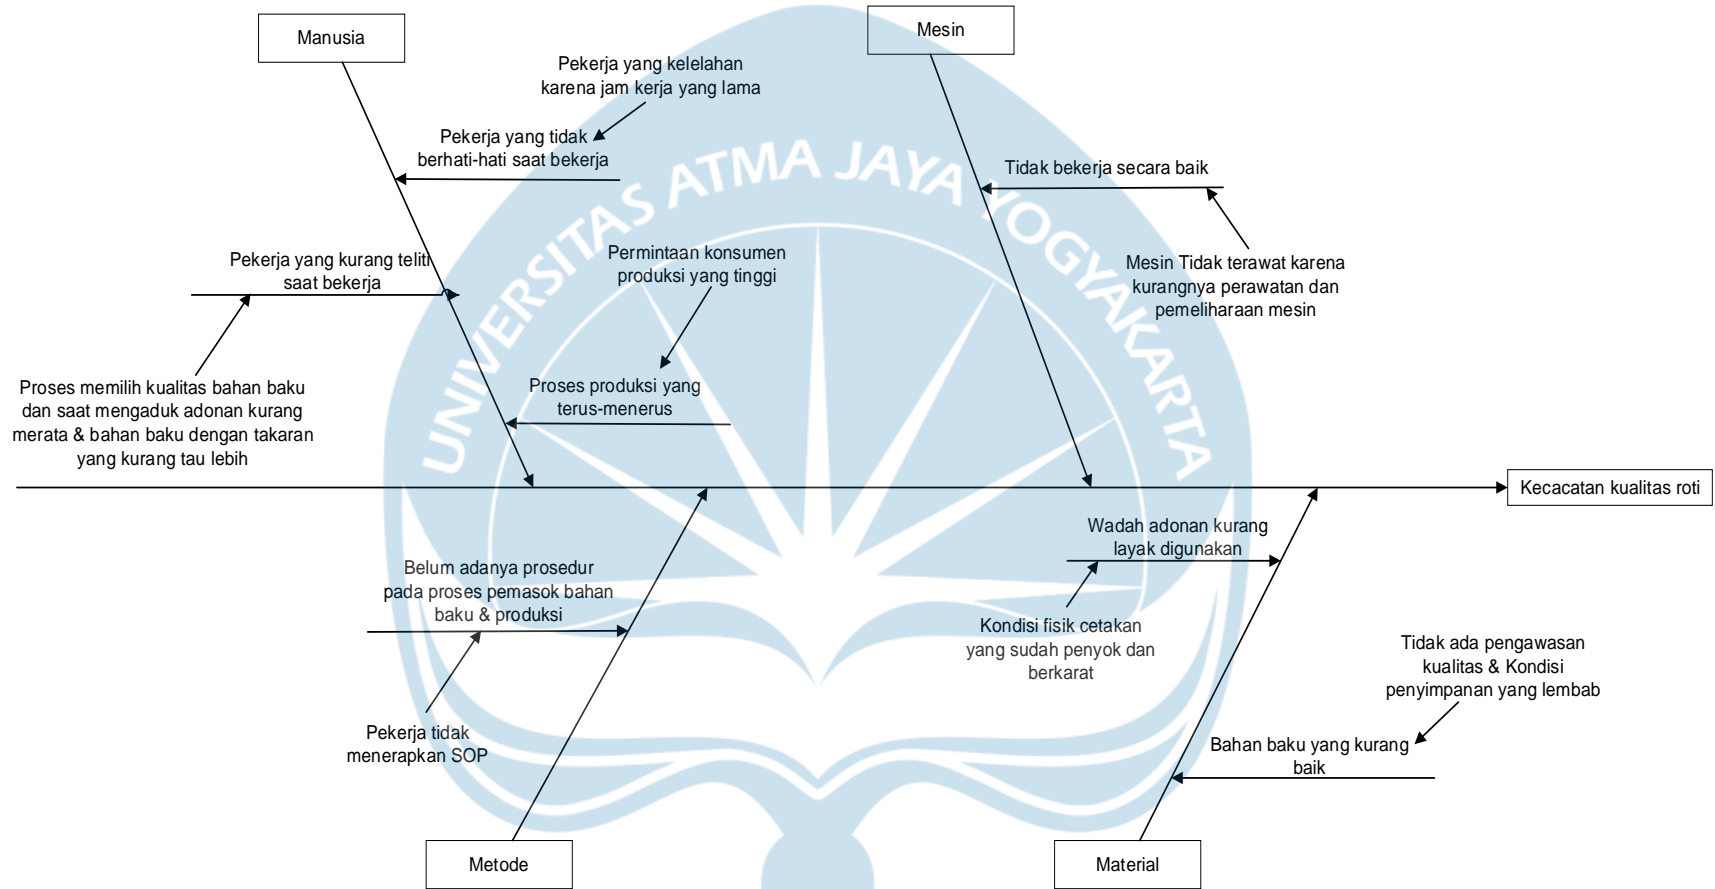 Manusia
Mesin
Pekerja yang kelelahan
karena jam kerja yang lama
Pekerja yang tidak
berhati-hati saat bekerja
UNIVERSITAS ATMA JAYA YOGYAKARTA
Tidak bekerja secara baik
Pekerja yang kurang teliti
saat bekerja
Permintaan konsumen
produksi yang tinggi
Mesin Tidak terawat karena
kurangnya perawatan dan
pemeliharaan mesin
Proses memilih kualitas bahan baku
dan saat mengaduk adonan kurang
merata & bahan baku dengan takaran
yang kurang tau lebih
Proses produksi yang
terus-menerus
Kecacatan kualitas roti
Wadah adonan kurang
layak digunakan
Belum adanya prosedur
pada proses pemasok bahan
baku & produksi
Kondisi fisik cetakan
yang sudah penyok dan
berkarat
Tidak ada pengawasan
kualitas & Kondisi
penyimpanan yang lembab
Pekerja tidak
menerapkan SOP
Bahan baku yang kurang
baik
Metode
Material